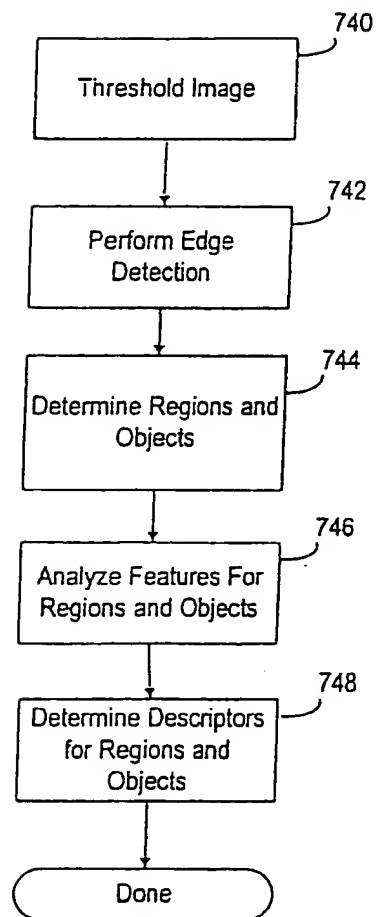 740
Threshold Image
742
Perform Edge
Detection
744
Determine Regions and
Objects
746
Analyze Features For
Regions and Objects
748
Determine Descriptors
for Regions and
Objects
Done